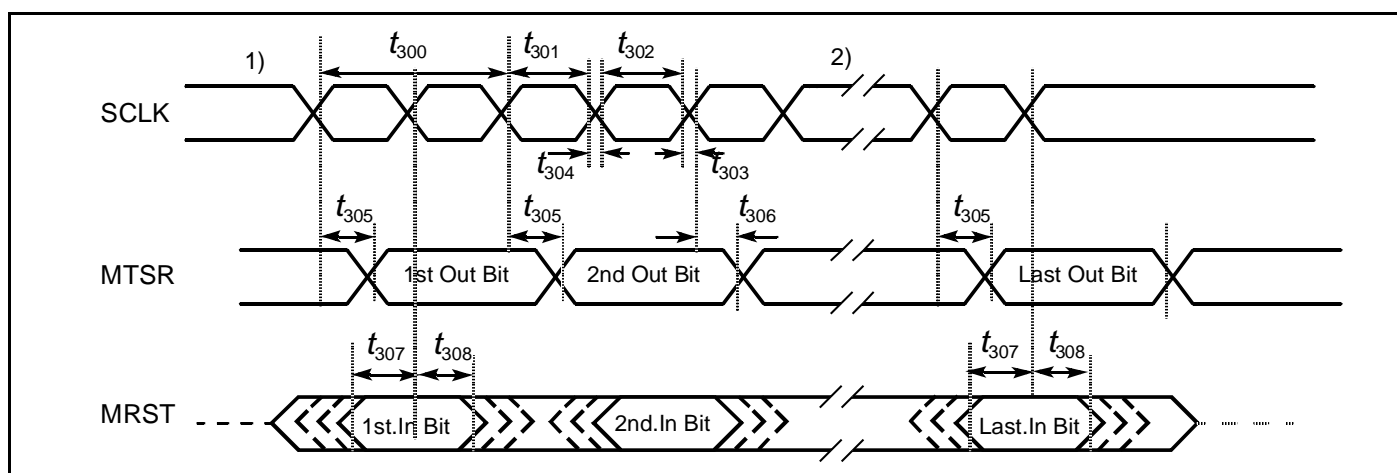 t300 t301 t302
1) 2)
SCLK
t304 t303
t305 t305 t306 t305
MTSR 1st Out Bit 2nd Out Bit Last Out Bit
t307 t308 t307 t308
MRST 1st.In Bit 2nd.In Bit Last.In Bit